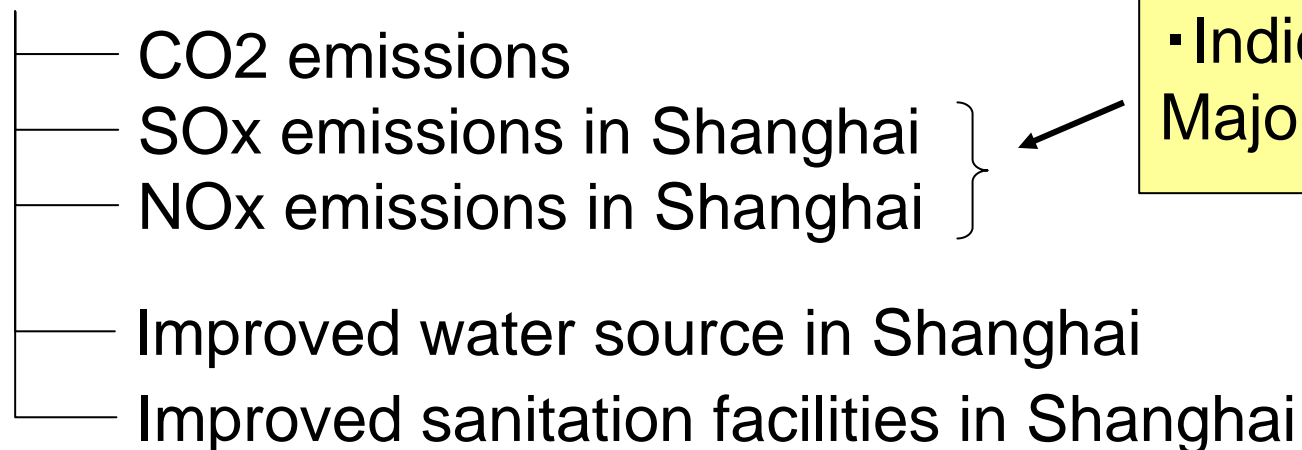 CO2 emissions
SOx emissions in Shanghai
NOx emissions in Shanghai
Improved water source in Shanghai
Improved sanitation facilities in Shanghai